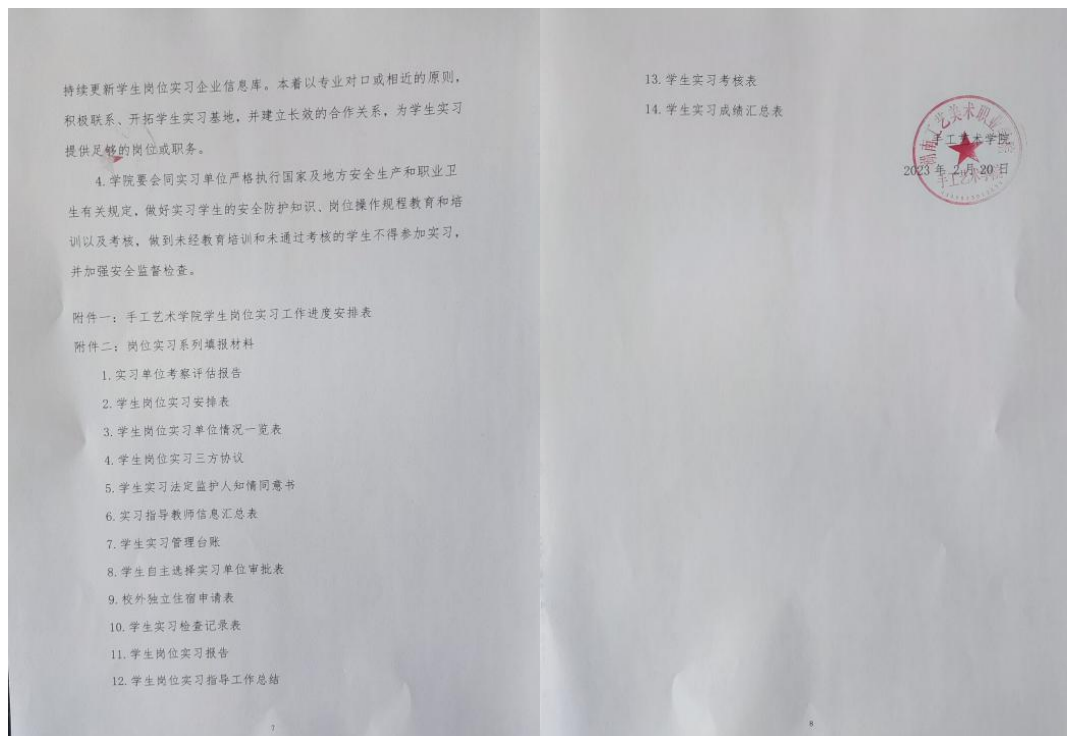 持续更新学生岗位实习企业信息库。本着以专业对口或相近的原则，
积极联系、开拓学生实习基地，并建立长效的合作关系，为学生实习
提供足够的岗位或职务。
4.学院要会同实习单位严格执行国家及地方安全生产和职业卫
生有关规定，做好实习学生的安全防护知识、岗位操作规程教育和培
训以及考核，做到未经教育培训和未通过考核的学生不得参加实习，
并加强安全监督检查。
附件一：手工艺术学院学生岗位实习工作进度安排表
附件二：岗位实习系列填报材料
1.实习单位考察评估报告
2.学生岗位实习安排表
3.学生岗位实习单位情况一览表
4.学生岗位实习三方协议
5.学生实习法定监护人知情同意书
6.实习指导教师信息汇总表
7.学生实习管理台账
8.学生自主选择实习单位审批表
9.校外独立住宿申请表
10.学生实习检查记录表
11.学生岗位实习报告
12.学生岗位实习指导工作总结
7
13.学生实习考核表
14.学生实习成绩汇总表
湖南工艺美术职业
手工艺术学院
2023 年 2 月 20 日
手工艺术学院
8